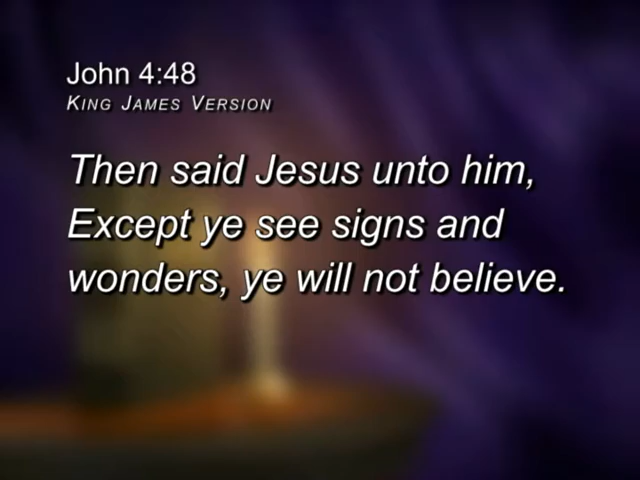 John 4:48
KING JAMES VERSION
Then said Jesus unto him,
Except ye see signs and
wonders, ye will not believe.